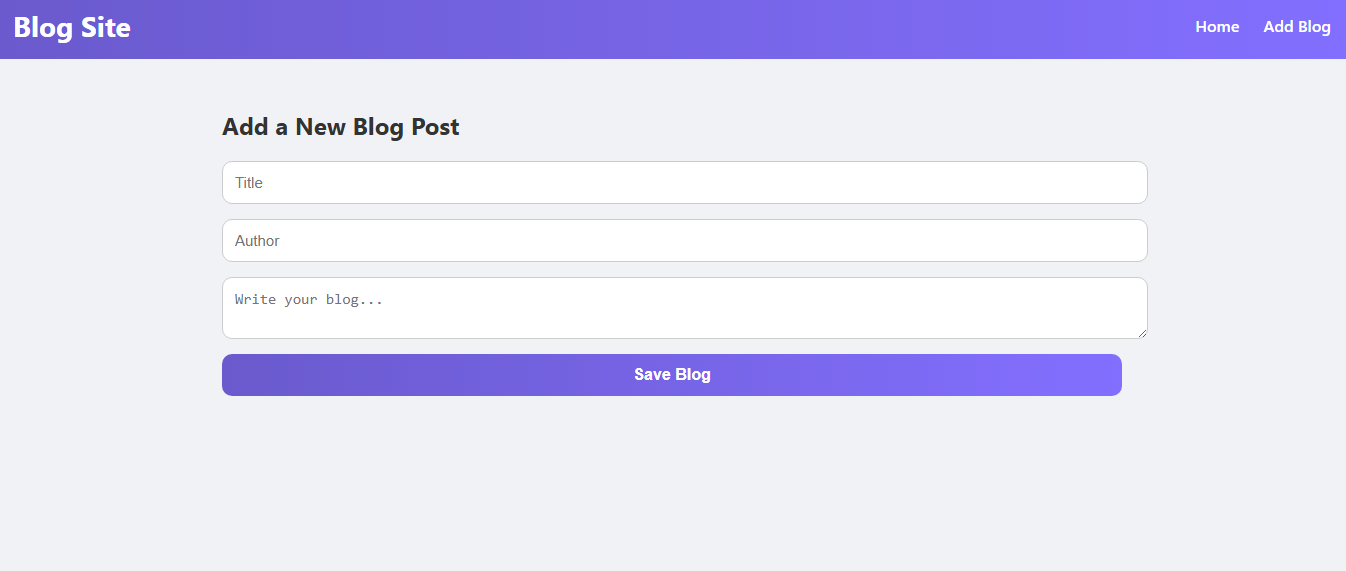 Blog Site
Home Add Blog
Add a New Blog Post
Title
Author
Write your blog...
Save Blog